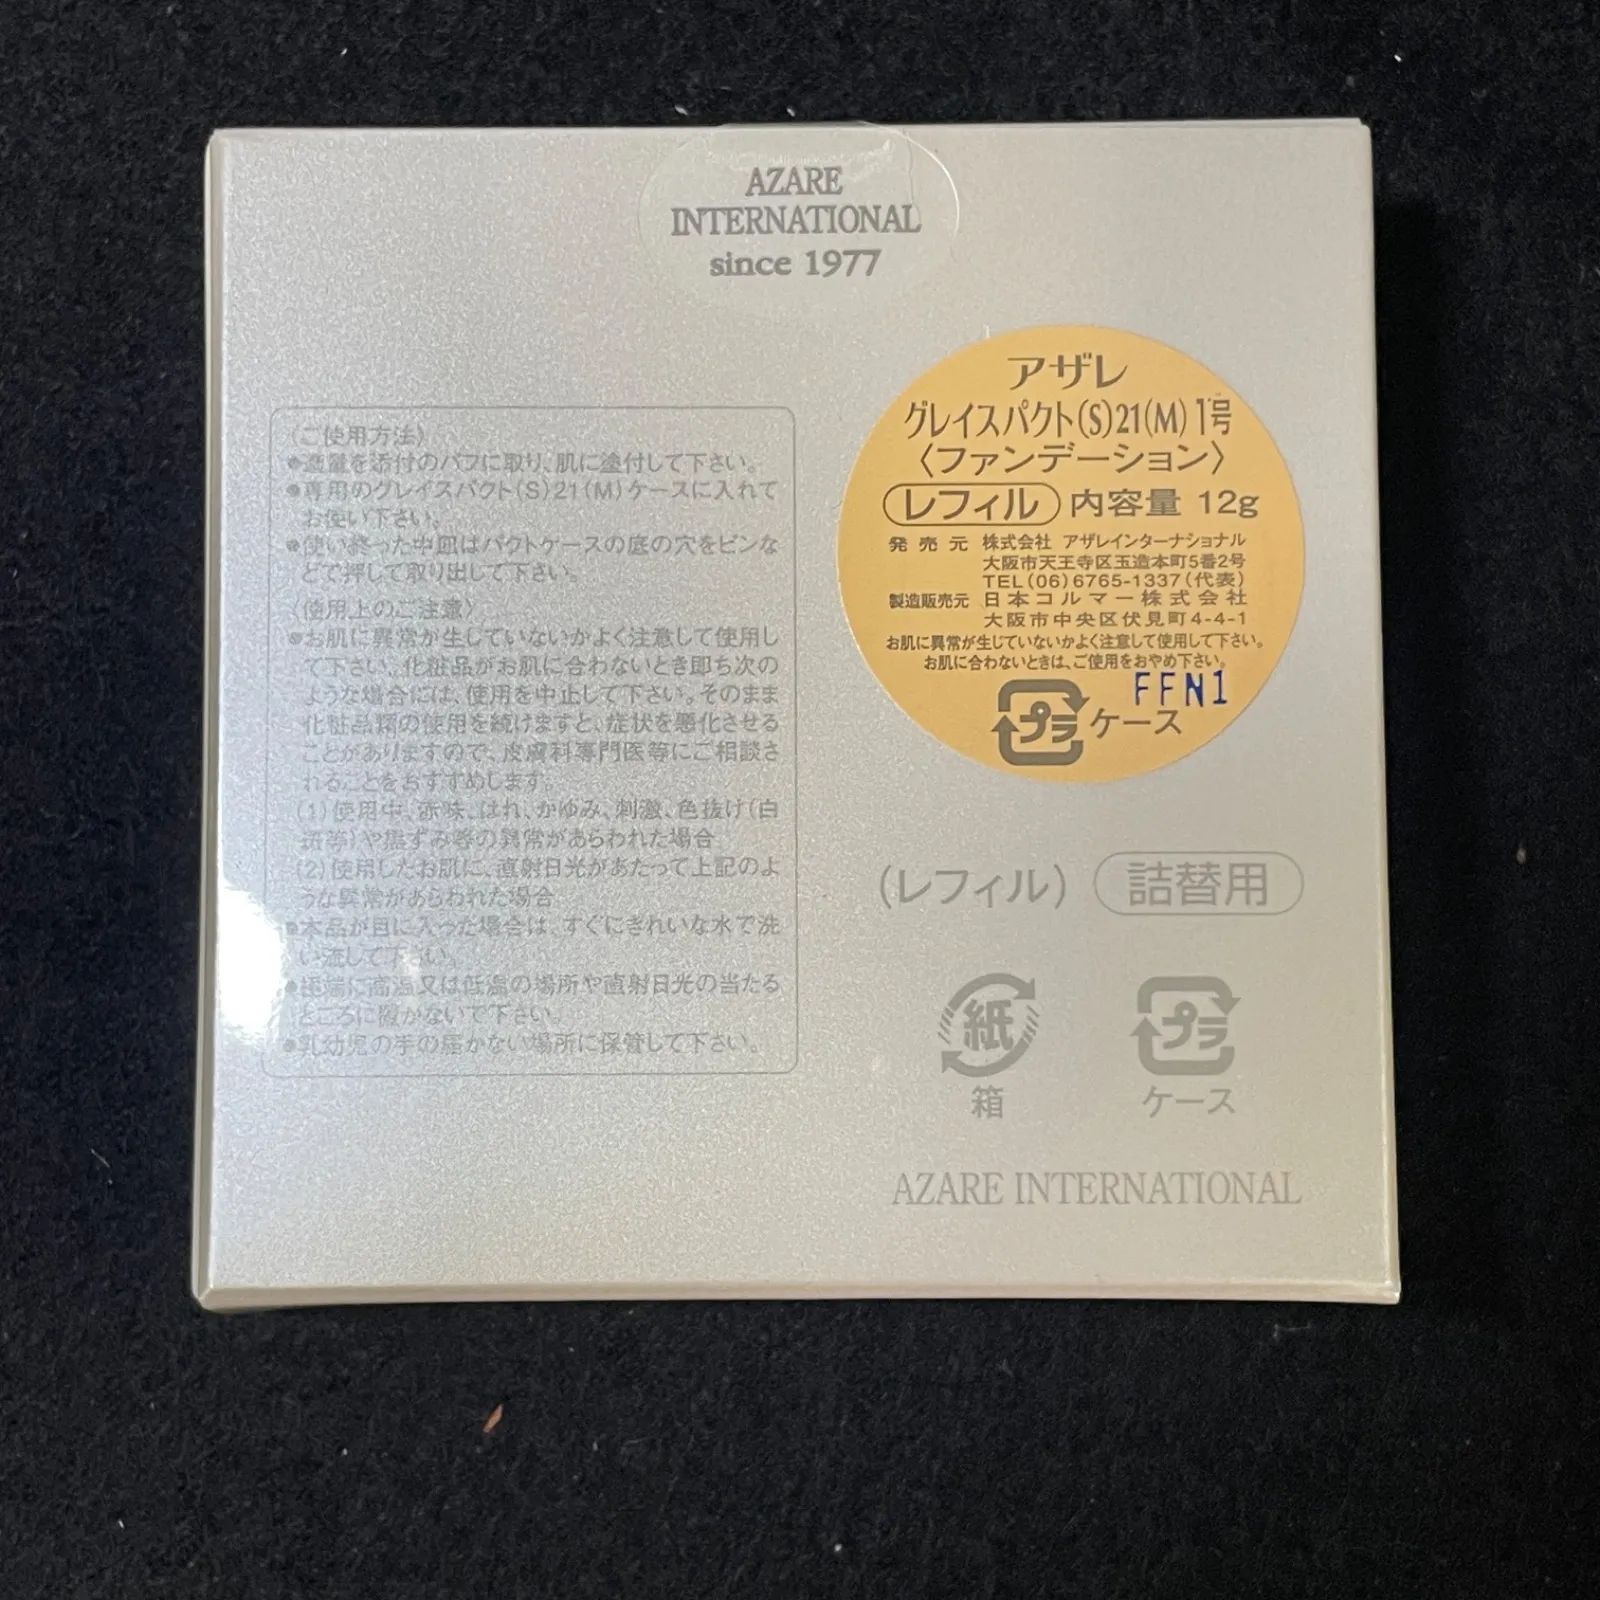 AZARE
INTERNATIONAL
since 1977
〈ご使用方法〉
●適量を添付のパフに取り、肌に塗付して下さい。
●専用のグレイスパクト(S)21(M)ケースに入れて
お使い下さい。
●使い終った中皿はパクトケースの底の穴をピンな
どで押して取り出して下さい。
〈使用上のご注意〉
●お肌に異常が生じていないかよく注意して使用し
て下さい。化粧品がお肌に合わないとき即ち次の
ような場合には、使用を中止して下さい。そのまま
化粧品類の使用を続けますと、症状を悪化させる
ことがありますので、皮膚科専門医等にご相談さ
れることをおすすめします。
(1)使用中、赤味、はれ、かゆみ、刺激、色抜け(白
斑等)や黒ずみ等の異常があらわれた場合
(2)使用したお肌に、直射日光があたって上記のよ
うな異常があらわれた場合
●本品が目に入った場合は、すぐにきれいな水で洗
い流して下さい。
●極端に高温又は低温の場所や直射日光の当たる
ところに置かないで下さい。
●乳幼児の手の届かない場所に保管して下さい。
アザレ
グレイスパクト(S)21(M)1号
〈ファンデーション〉
レフィル 内容量 12g
発売元 株式会社 アザレインターナショナル
大阪市天王寺区玉造本町5番2号
TEL(06)6765-1337(代表)
製造販売元 日本コルマー株式会社
大阪市中央区伏見町4-4-1
お肌に異常が生じていないかよく注意して使用して下さい。
お肌に合わないときは、ご使用をおやめ下さい。
FFN1
プラ ケース
(レフィル) 詰替用
紙 プラ
箱 ケース
AZARE INTERNATIONAL